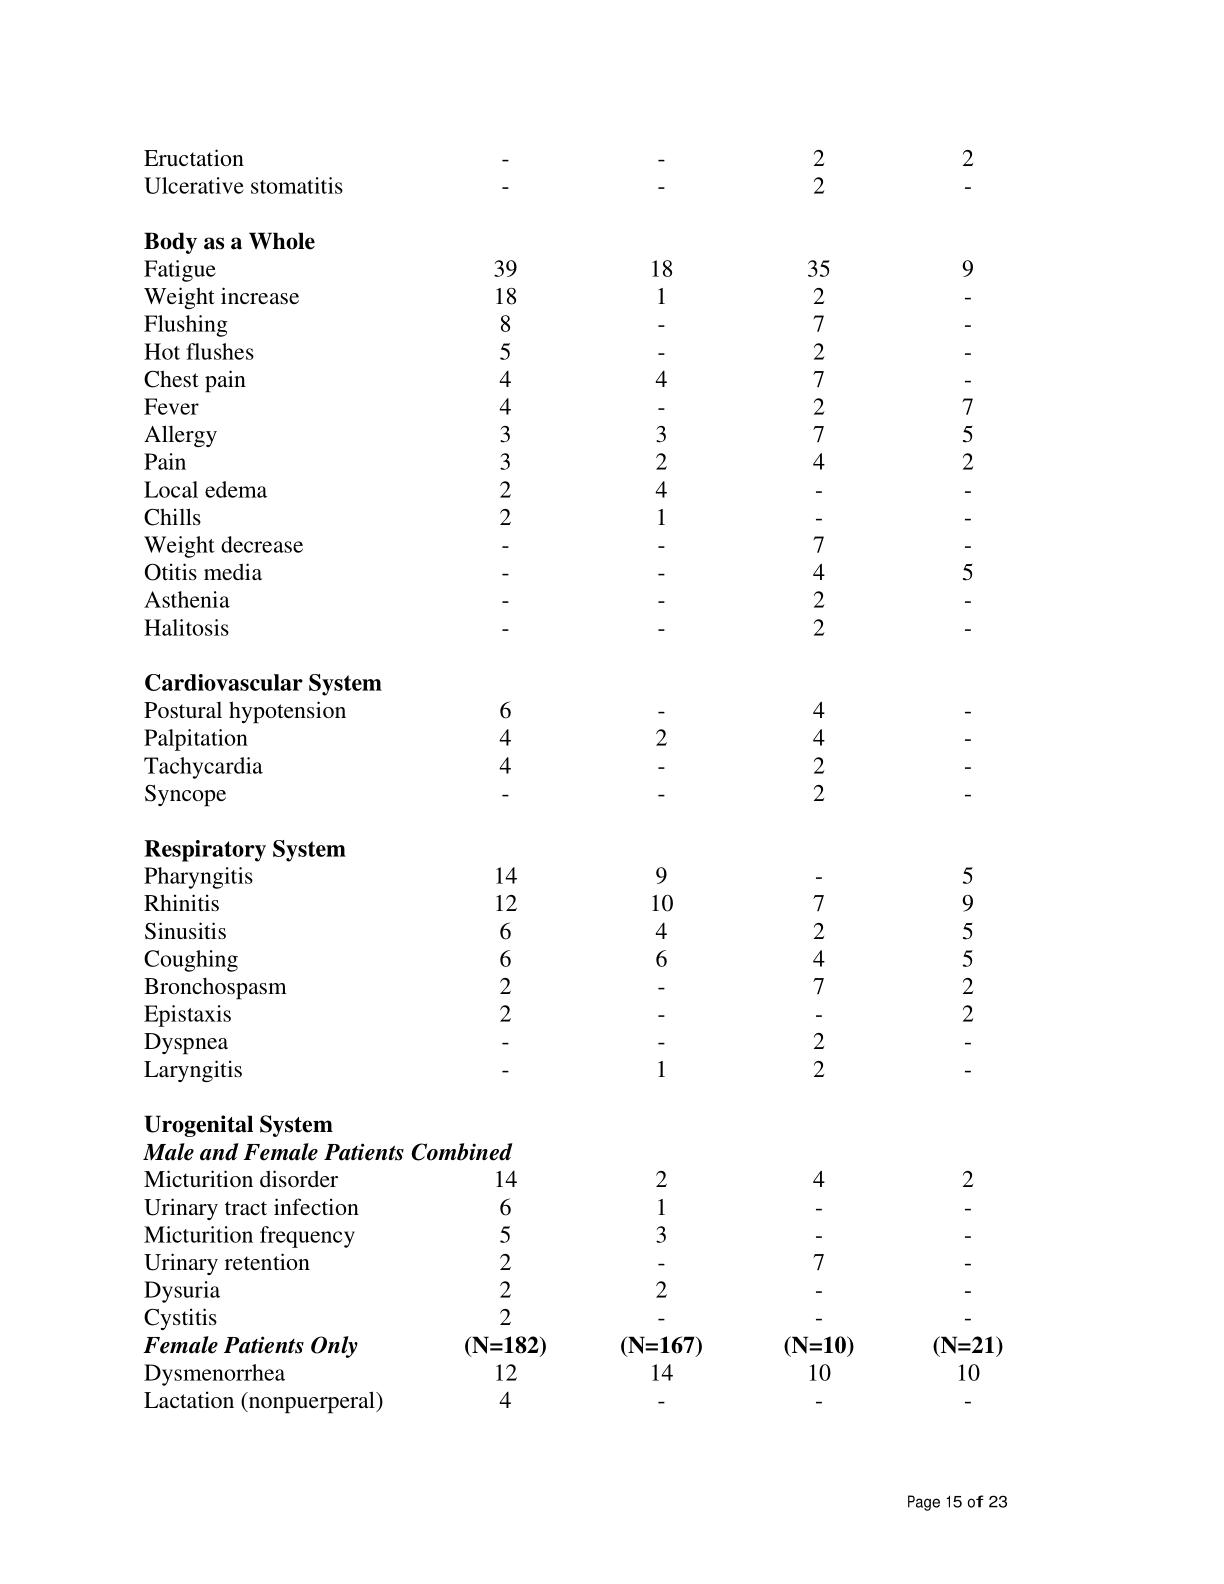 Eructation - - 2 2
Ulcerative stomatitis - - 2 -
Body as a Whole
Fatigue 39 18 35 9
Weight increase 18 1 2 -
Flushing 8 - 7 -
Hot flushes 5 - 2 -
Chest pain 4 4 7 -
Fever 4 - 2 7
Allergy 3 3 7 5
Pain 3 2 4 2
Local edema 2 4 - -
Chills 2 1 - -
Weight decrease - - 7 -
Otitis media - - 4 5
Asthenia - - 2 -
Halitosis - - 2 -
Cardiovascular System
Postural hypotension 6 - 4 -
Palpitation 4 2 4 -
Tachycardia 4 - 2 -
Syncope - - 2 -
Respiratory System
Pharyngitis 14 9 - 5
Rhinitis 12 10 7 9
Sinusitis 6 4 2 5
Coughing 6 6 4 5
Bronchospasm 2 - 7 2
Epistaxis 2 - - 2
Dyspnea - - 2 -
Laryngitis - 1 2 -
Urogenital System
Male and Female Patients Combined
Micturition disorder 14 2 4 2
Urinary tract infection 6 1 - -
Micturition frequency 5 3 - -
Urinary retention 2 - 7 -
Dysuria 2 2 - -
Cystitis 2 - - -
Female Patients Only (N=182) (N=167) (N=10) (N=21)
Dysmenorrhea 12 14 10 10
Lactation (nonpuerperal) 4 - - -
Page 15 of 23